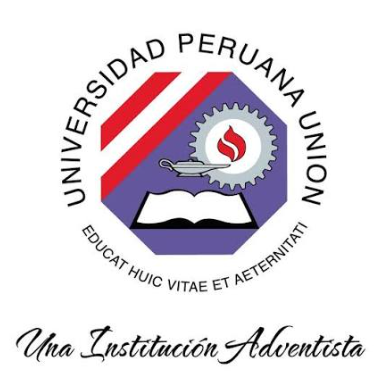 UNIVERSIDAD PERUANA UNION
EDUCAT HUIC VITAE ET AETERNITATI
Una Institución Adventista